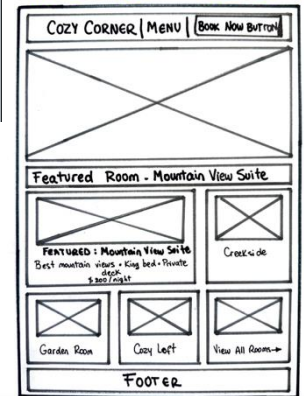 COZY CORNER | MENU | BOOK NOW BUTTON
Featured Room - Mountain View Suite
FEATURED: Mountain View Suite
Best mountain views • King bed • Private
deck
$200/night
Creekside
Garden Room
Cozy Loft
View All Rooms→
FOOTER